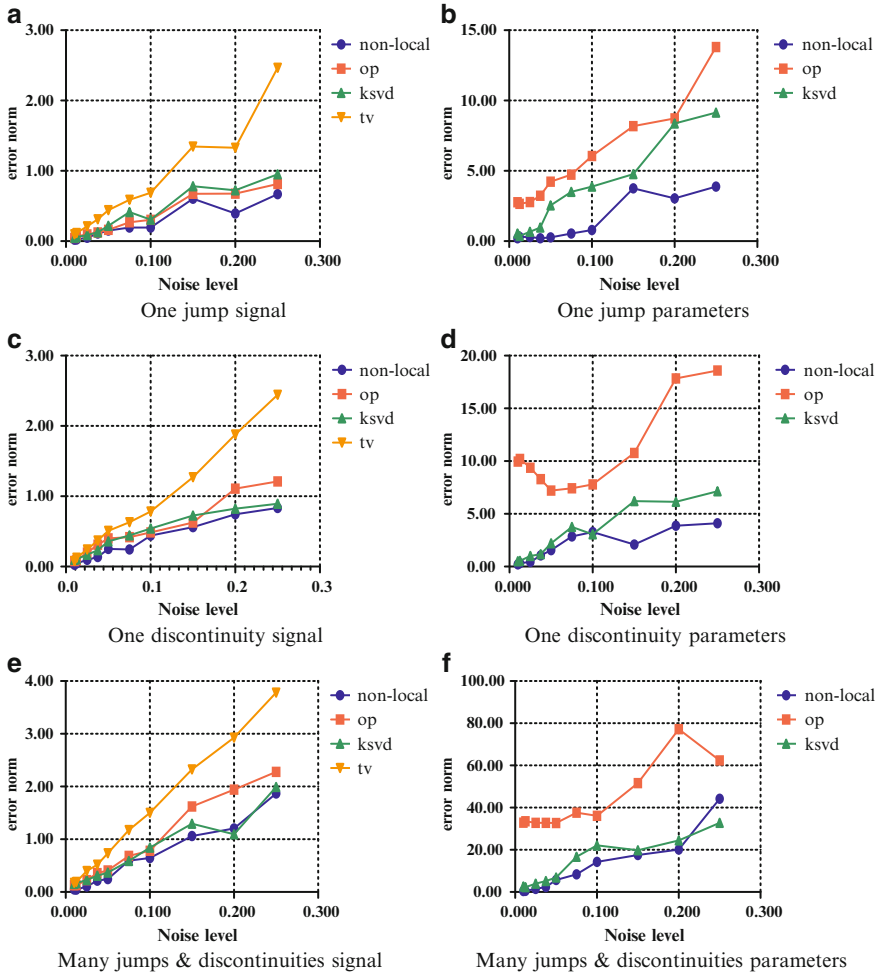 a
3.00
2.00
1.00
0.00
error norm
0.000 0.100 0.200 0.300
Noise level
non-local
op
ksvd
tv
One jump signal
b
15.00
10.00
5.00
0.00
error norm
0.000 0.100 0.200 0.300
Noise level
non-local
op
ksvd
One jump parameters
c
3.00
2.00
1.00
0.00
error norm
0.00 0.1 0.2 0.3
Noise level
non-local
op
ksvd
tv
One discontinuity signal
d
20.00
15.00
10.00
5.00
0.00
error norm
0.000 0.100 0.200 0.300
Noise level
non-local
op
ksvd
One discontinuity parameters
e
4.00
3.00
2.00
1.00
0.00
error norm
0.000 0.100 0.200 0.300
Noise level
non-local
op
ksvd
tv
Many jumps & discontinuities signal
f
100.00
80.00
60.00
40.00
20.00
0.00
error norm
0.000 0.100 0.200 0.300
Noise level
non-local
op
ksvd
Many jumps & discontinuities parameters